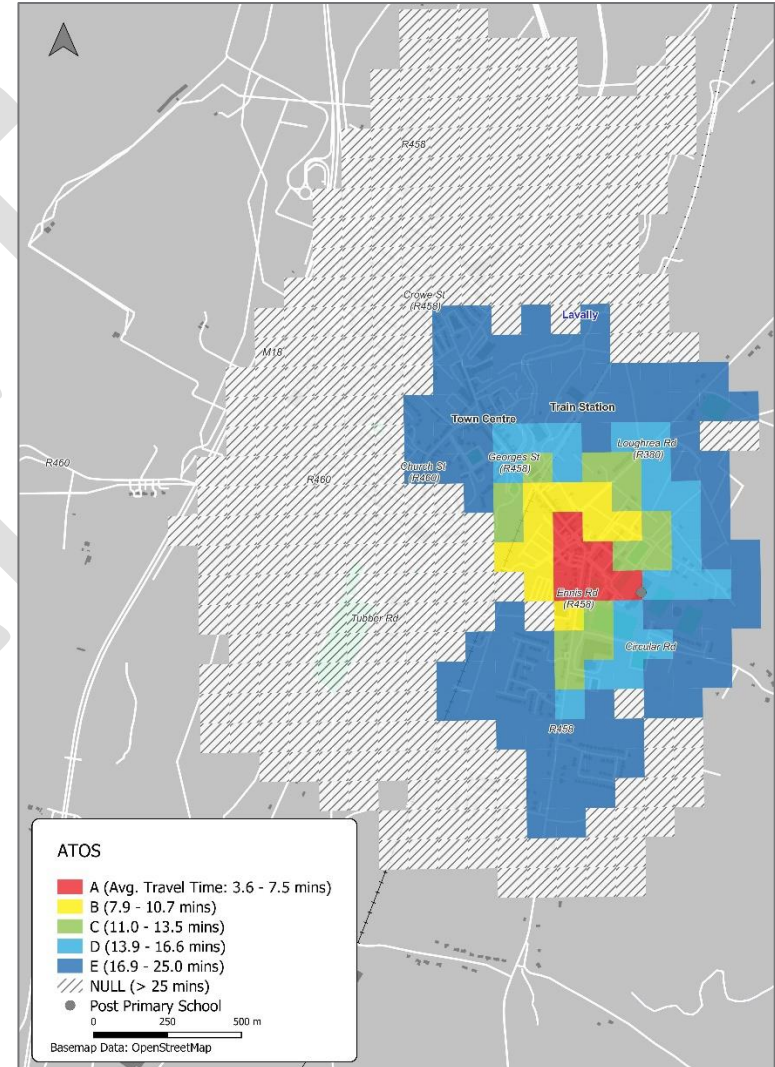 R458
Crowe St
(R458)
Lavally
M18
Town Centre
Train Station
Loughrea Rd
(R380)
Georges St
(R458)
Church St
(R460)
R460
R460
Ennis Rd
(R458)
Tubber Rd
Circular Rd
R458
ATOS
A (Avg. Travel Time: 3.6 - 7.5 mins)
B (7.9 - 10.7 mins)
C (11.0 - 13.5 mins)
D (13.9 - 16.6 mins)
E (16.9 - 25.0 mins)
NULL (> 25 mins)
Post Primary School
0 250 500 m
Basemap Data: OpenStreetMap